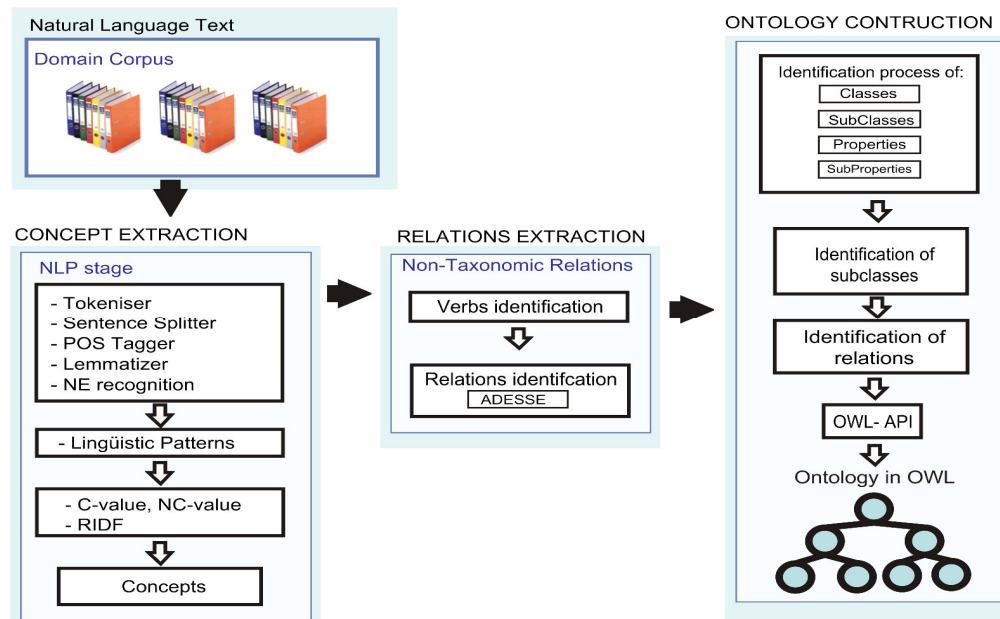 Natural Language Text
Domain Corpus
CONCEPT EXTRACTION
NLP stage
- Tokeniser
- Sentence Splitter
- POS Tagger
- Lemmatizer
- NE recognition
- Lingüistic Patterns
- C-value, NC-value
- RIDF
Concepts
RELATIONS EXTRACTION
Non-Taxonomic Relations
Verbs identification
Relations identifcation
ADESSE
ONTOLOGY CONTRUCTION
Identification process of:
Classes
SubClasses
Properties
SubProperties
Identification of
subclasses
Identification of
relations
OWL- API
Ontology in OWL